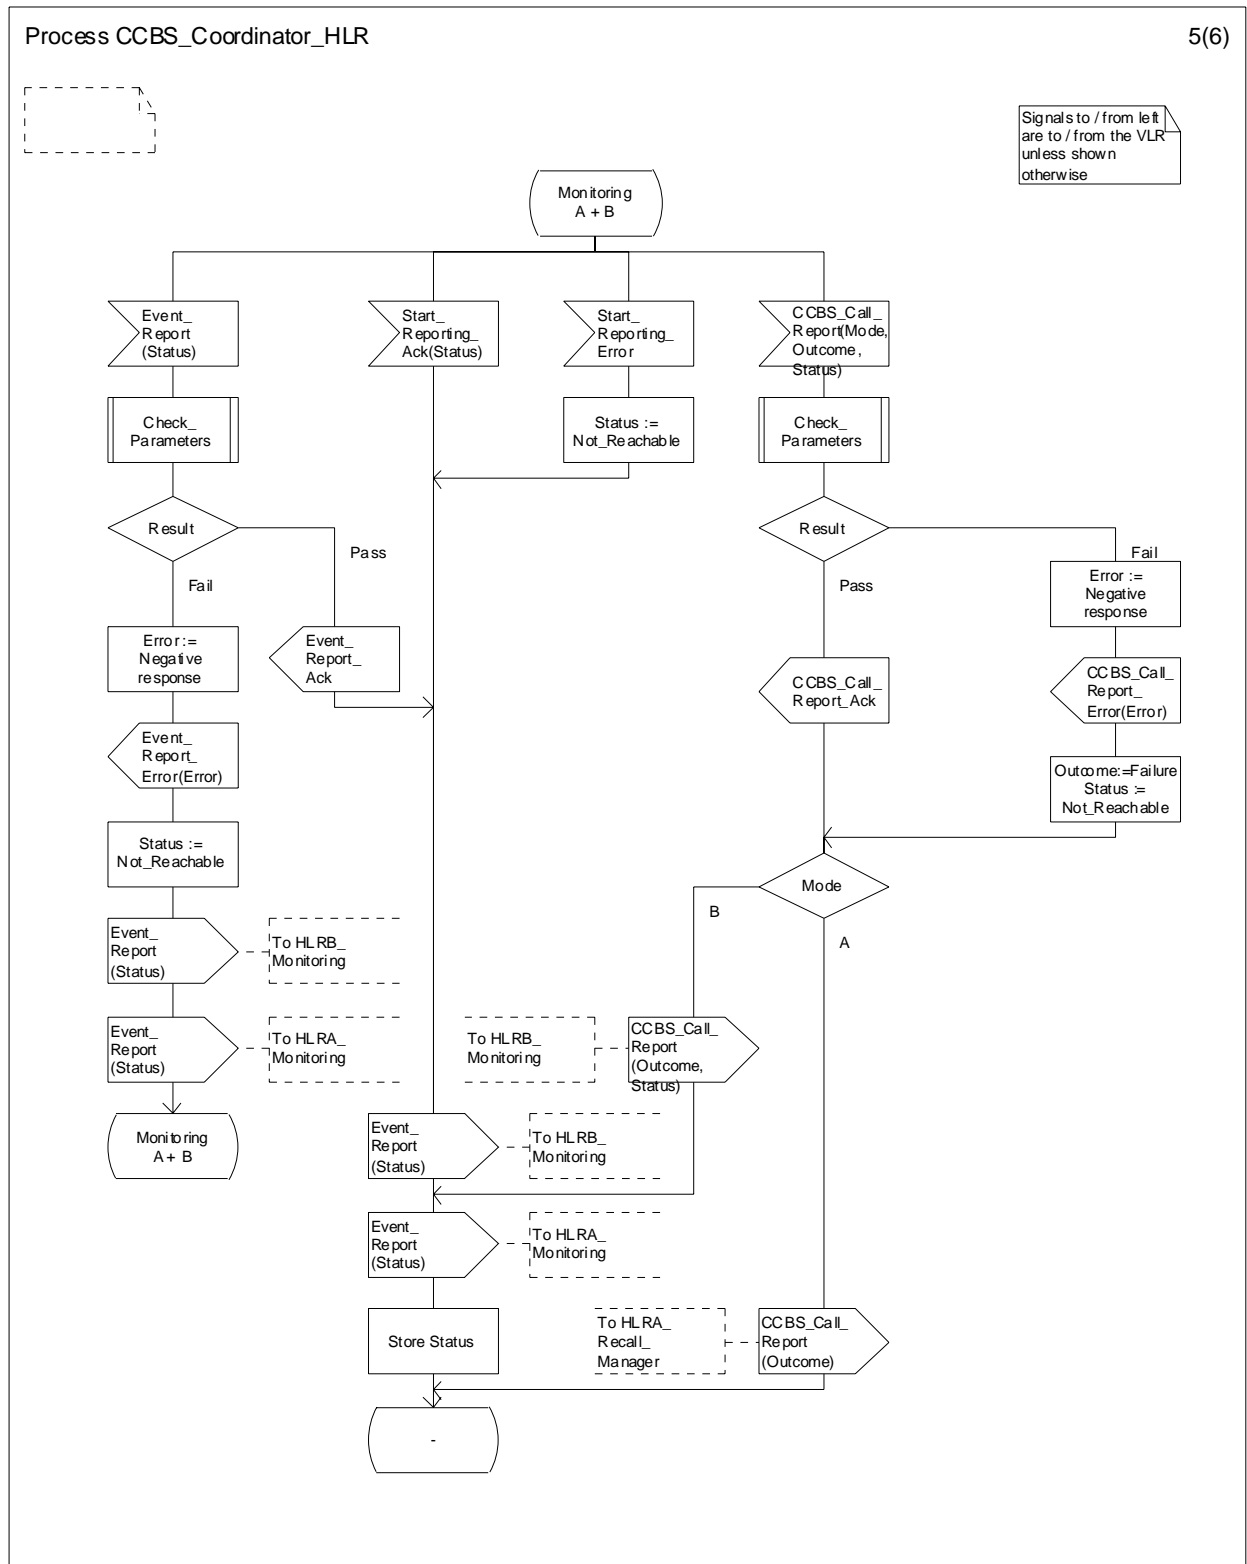 Process CCBS_Coordinator_HLR
5(6)
Signals to / from left
are to / from the VLR
unless shown
otherwise
Monitoring
A + B
Event_
Report
(Status)
Start_
Reporting_
Ack(Status)
Start_
Reporting_
Error
CCBS_Call_
Report(Mode,
Outcome,
Status)
Check_
Parameters
Status :=
Not_Reachable
Check_
Parameters
Result
Pass
Fail
Result
Fail
Pass
Error :=
Negative
response
Error :=
Negative
response
Event_
Report_
Ack
CCBS_Call_
Report_Ack
CCBS_Call_
Report_
Error(Error)
Event_
Report_
Error(Error)
Outcome:=Failure
Status :=
Not_Reachable
Status :=
Not_Reachable
Mode
B
A
Event_
Report
(Status)
To HLRB_
Monitoring
Event_
Report
(Status)
To HLRA_
Monitoring
To HLRB_
Monitoring
CCBS_Call_
Report
(Outcome,
Status)
Monitoring
A + B
Event_
Report
(Status)
To HLRB_
Monitoring
Event_
Report
(Status)
To HLRA_
Monitoring
Store Status
To HLRA_
Recall_
Manager
CCBS_Call_
Report
(Outcome)
-